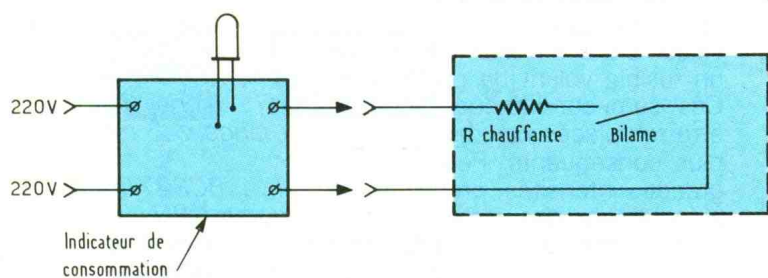 220V
R chauffante
Bilame
220V
Indicateur de
consommation